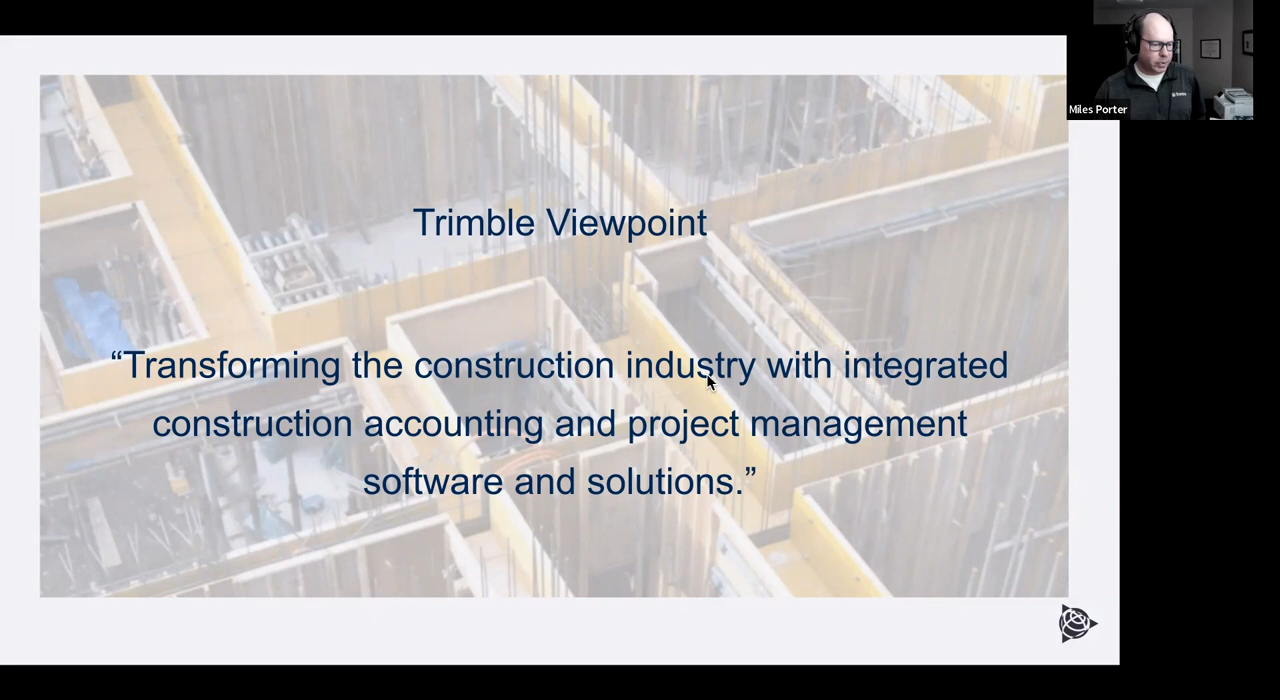 Miles Porter
Trimble Viewpoint
“Transforming the construction industry with integrated
construction accounting and project management
software and solutions.”